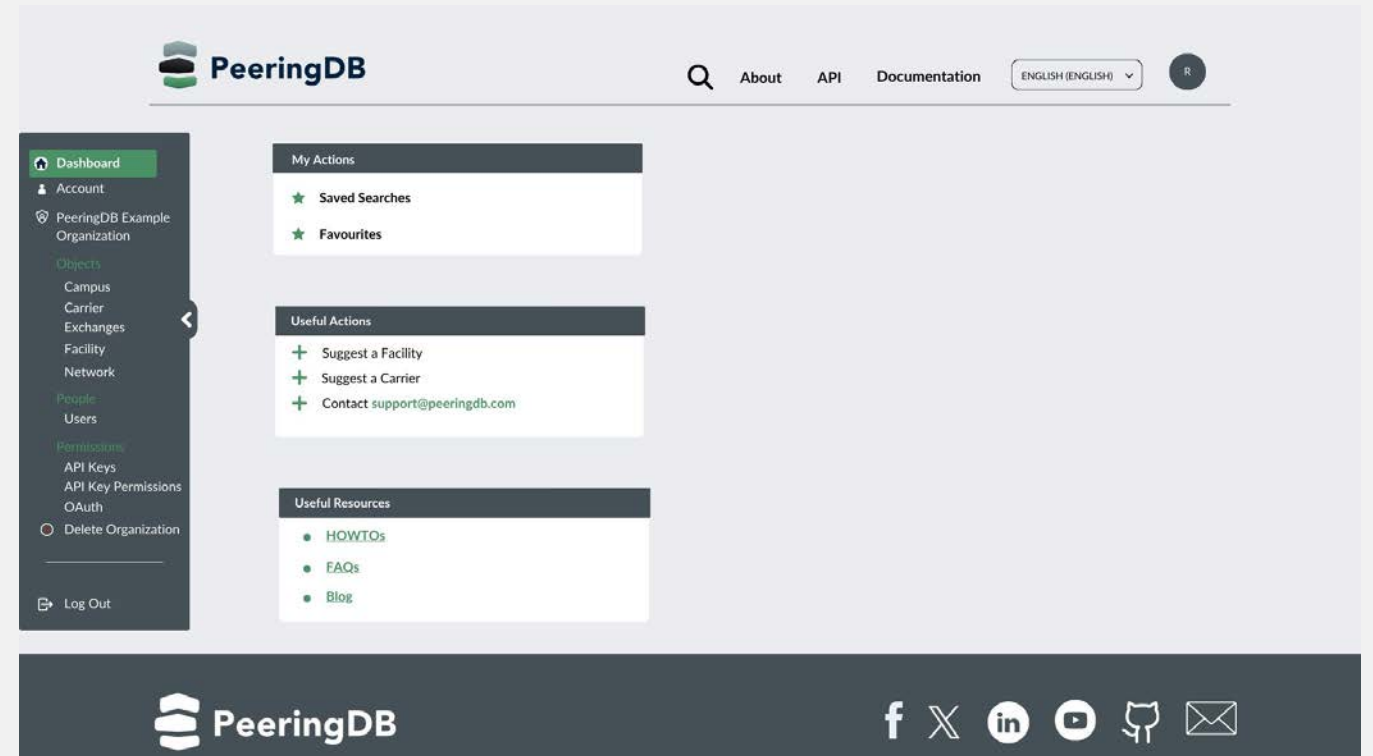 PeeringDB
About API Documentation ENGLISH (ENGLISH) R
Dashboard
Account
PeeringDB Example
Organization
Objects
Campus
Carrier
Exchanges
Facility
Network
People
Users
Permissions
API Keys
API Key Permissions
OAuth
Delete Organization
Log Out
My Actions
Saved Searches
Favourites
Useful Actions
Suggest a Facility
Suggest a Carrier
Contact support@peeringdb.com
Useful Resources
HOWTOs
FAQs
Blog
PeeringDB
f X in